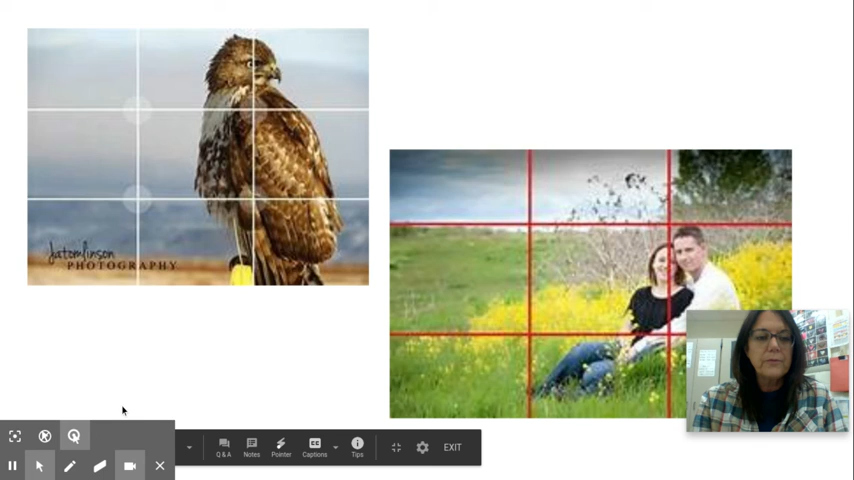 Jatomlinson
PHOTOGRAPHY
Q & A
Notes
Pointer
Captions
Tips
EXIT